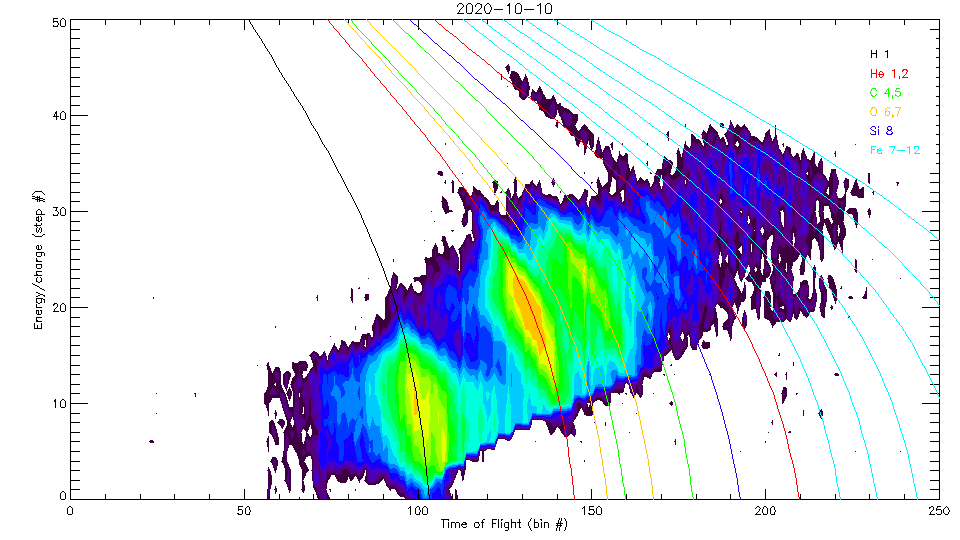 2020-10-10
50
40
30
20
10
0
Energy/charge (step #)
H 1
He 1,2
C 4,5
O 6,7
Si 8
Fe 7-12
0 50 100 150 200 250
Time of Flight (bin #)